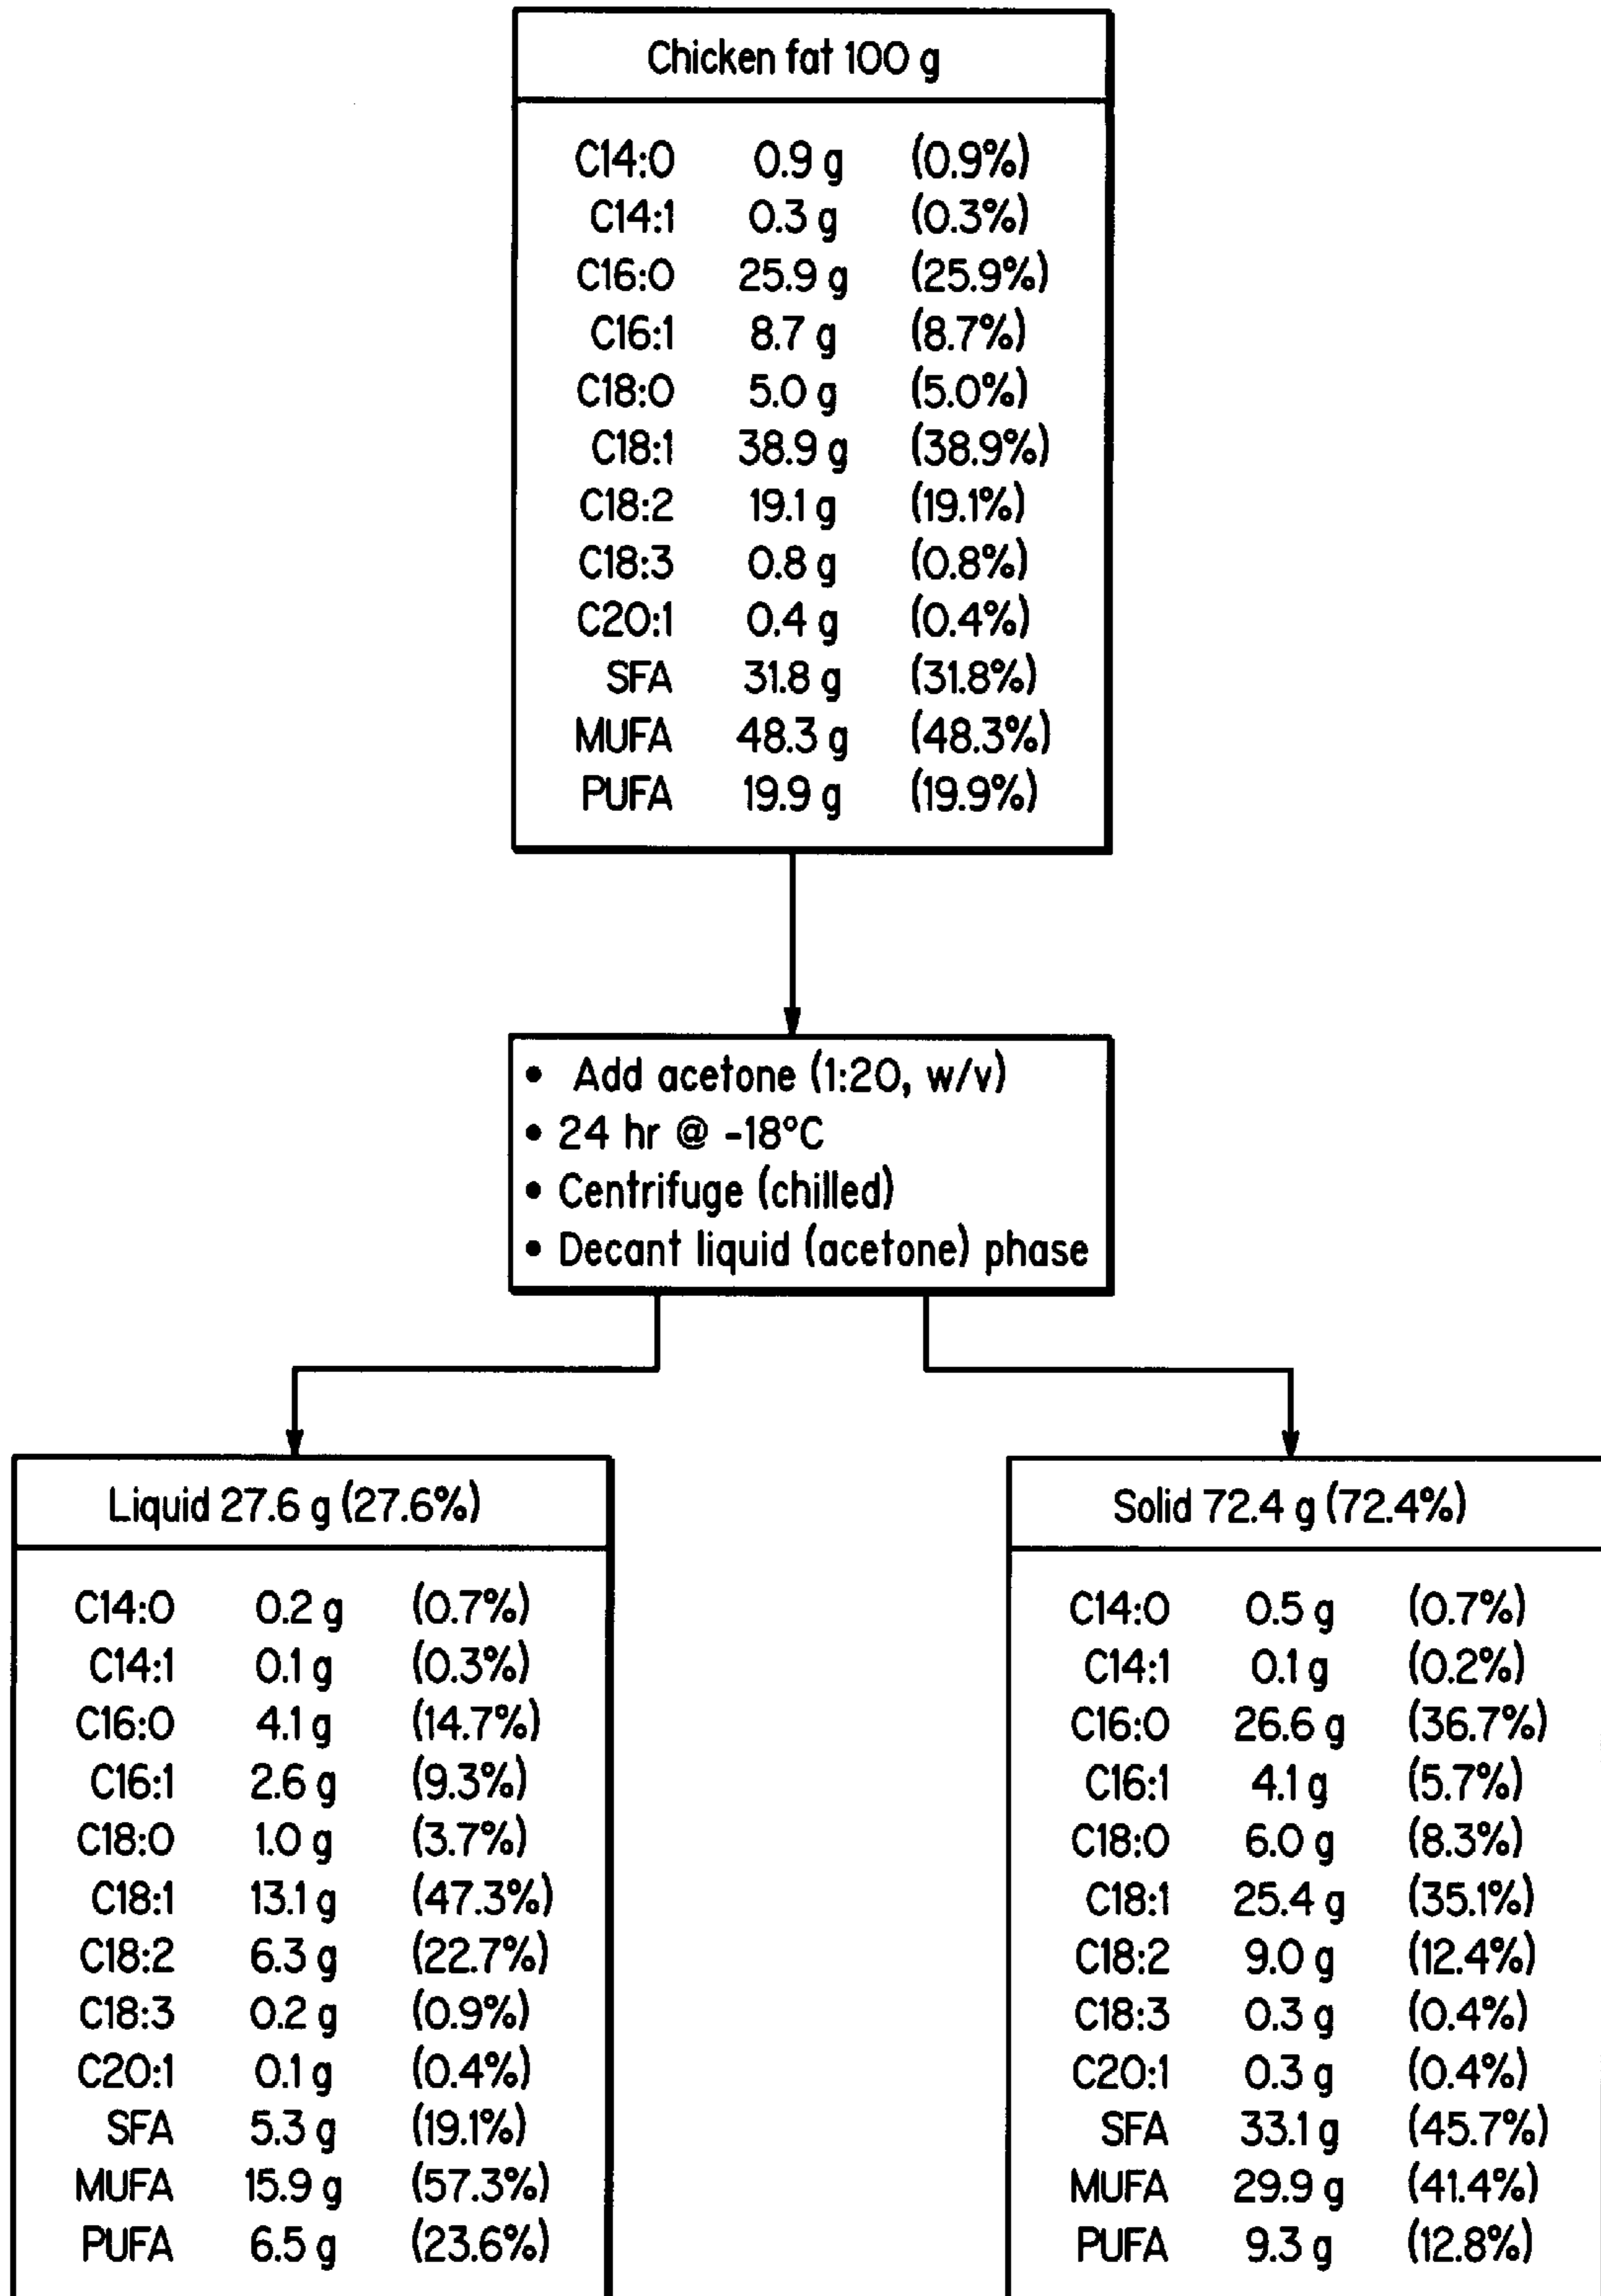 Chicken fat 100 g
C14:0 0.9 g (0.9%)
C14:1 0.3 g (0.3%)
C16:0 25.9 g (25.9%)
C16:1 8.7 g (8.7%)
C18:0 5.0 g (5.0%)
C18:1 38.9 g (38.9%)
C18:2 19.1 g (19.1%)
C18:3 0.8 g (0.8%)
C20:1 0.4 g (0.4%)
SFA 31.8 g (31.8%)
MUFA 48.3 g (48.3%)
PUFA 19.9 g (19.9%)
• Add acetone (1:20, w/v)
• 24 hr @ -18°C
• Centrifuge (chilled)
• Decant liquid (acetone) phase
Liquid 27.6 g (27.6%)
C14:0 0.2 g (0.7%)
C14:1 0.1 g (0.3%)
C16:0 4.1 g (14.7%)
C16:1 2.6 g (9.3%)
C18:0 1.0 g (3.7%)
C18:1 13.1 g (47.3%)
C18:2 6.3 g (22.7%)
C18:3 0.2 g (0.9%)
C20:1 0.1 g (0.4%)
SFA 5.3 g (19.1%)
MUFA 15.9 g (57.3%)
PUFA 6.5 g (23.6%)
Solid 72.4 g (72.4%)
C14:0 0.5 g (0.7%)
C14:1 0.1 g (0.2%)
C16:0 26.6 g (36.7%)
C16:1 4.1 g (5.7%)
C18:0 6.0 g (8.3%)
C18:1 25.4 g (35.1%)
C18:2 9.0 g (12.4%)
C18:3 0.3 g (0.4%)
C20:1 0.3 g (0.4%)
SFA 33.1 g (45.7%)
MUFA 29.9 g (41.4%)
PUFA 9.3 g (12.8%)